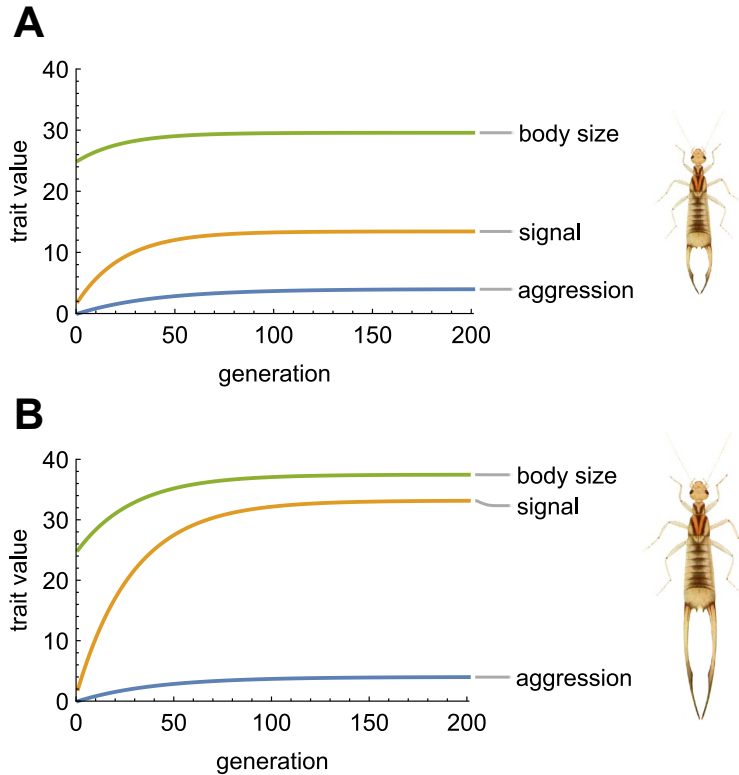 A
40
30
20
10
0
trait value
body size
signal
aggression
0 50 100 150 200
generation
B
40
30
20
10
0
trait value
body size
signal
aggression
0 50 100 150 200
generation